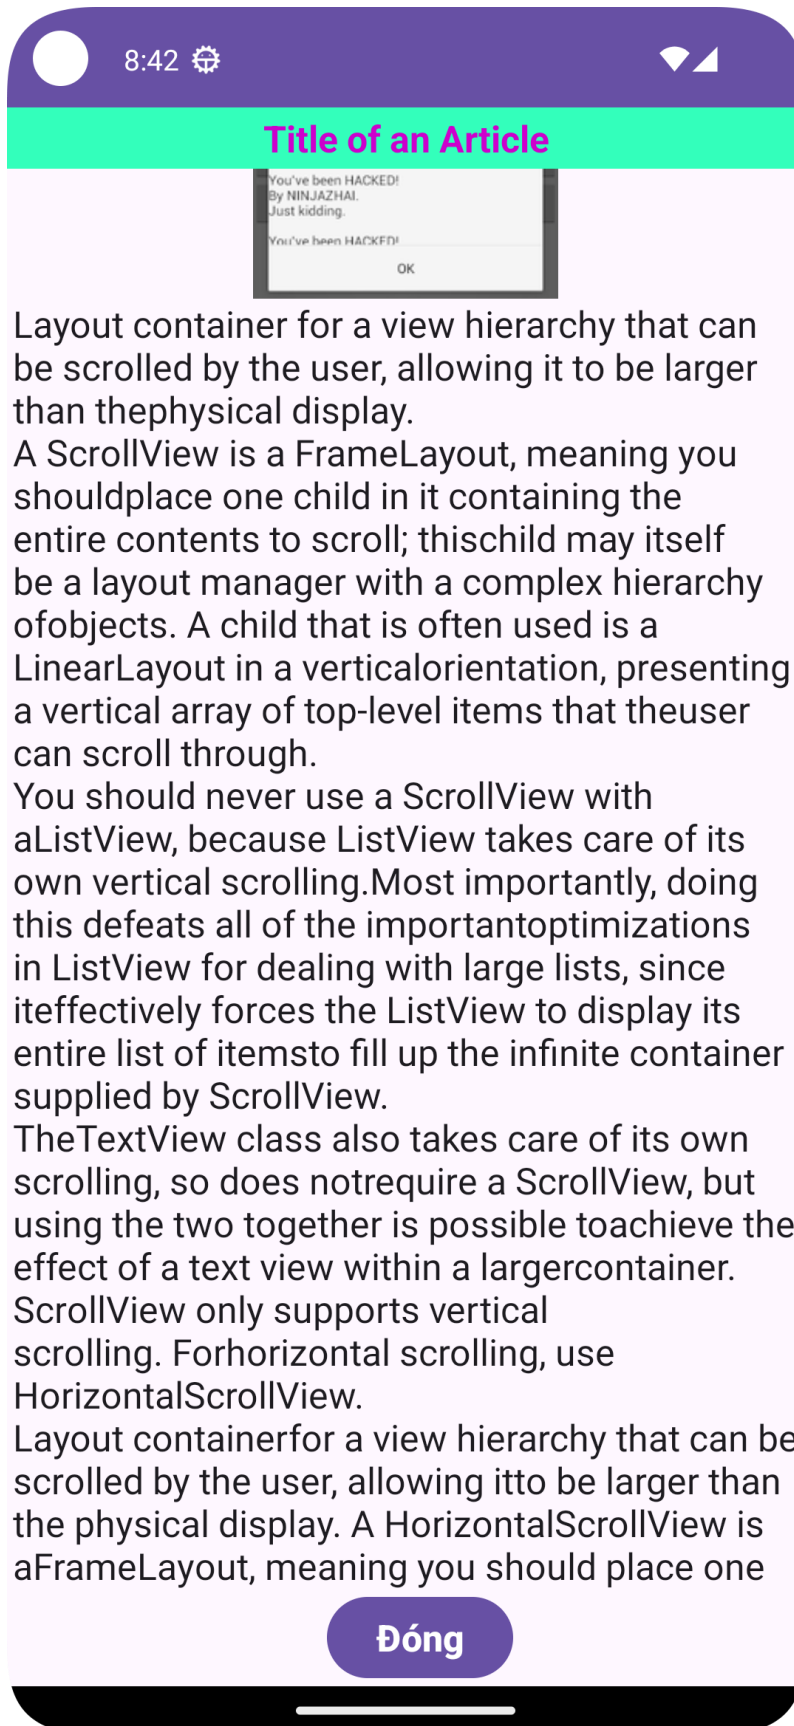 8:42
Title of an Article
You've been HACKED!
By NINJAZHAI.
Just kidding.
You've been HACKED!
OK
Layout container for a view hierarchy that can
be scrolled by the user, allowing it to be larger
than thephysical display.
A ScrollView is a FrameLayout, meaning you
shouldplace one child in it containing the
entire contents to scroll; thischild may itself
be a layout manager with a complex hierarchy
ofobjects. A child that is often used is a
LinearLayout in a verticalorientation, presenting
a vertical array of top-level items that theuser
can scroll through.
You should never use a ScrollView with
aListView, because ListView takes care of its
own vertical scrolling.Most importantly, doing
this defeats all of the importantoptimizations
in ListView for dealing with large lists, since
iteffectively forces the ListView to display its
entire list of itemsto fill up the infinite container
supplied by ScrollView.
TheTextView class also takes care of its own
scrolling, so does notrequire a ScrollView, but
using the two together is possible toachieve the
effect of a text view within a largercontainer.
ScrollView only supports vertical
scrolling. Forhorizontal scrolling, use
HorizontalScrollView.
Layout containerfor a view hierarchy that can be
scrolled by the user, allowing itto be larger than
the physical display. A HorizontalScrollView is
aFrameLayout, meaning you should place one
Đóng